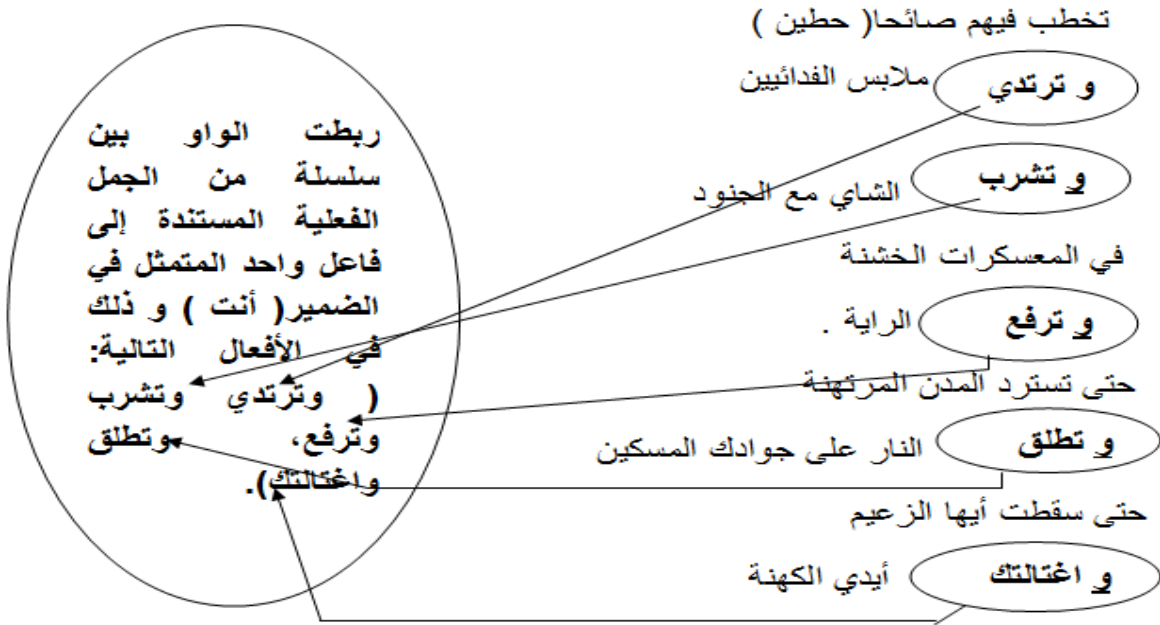 تخطب فيهم صائحا( حطين )
و ترتدي ملابس الفدائيين
و تشرب الشاي مع الجنود
في المعسكرات الخشنة
و ترفع الراية .
حتى تسترد المدن المرتهنة
و تطلق النار على جوادك المسكين
حتى سقطت أيها الزعيم
و اغتالتك أيدي الكهنة
ربطت الواو بين
سلسلة من الجمل
الفعلية المستندة إلى
فاعل واحد المتمثل في
الضمير( أنت ) و ذلك
في الأفعال التالية:
( وترتدي وتشرب
وترفع، وتطلق
واغتالتك).